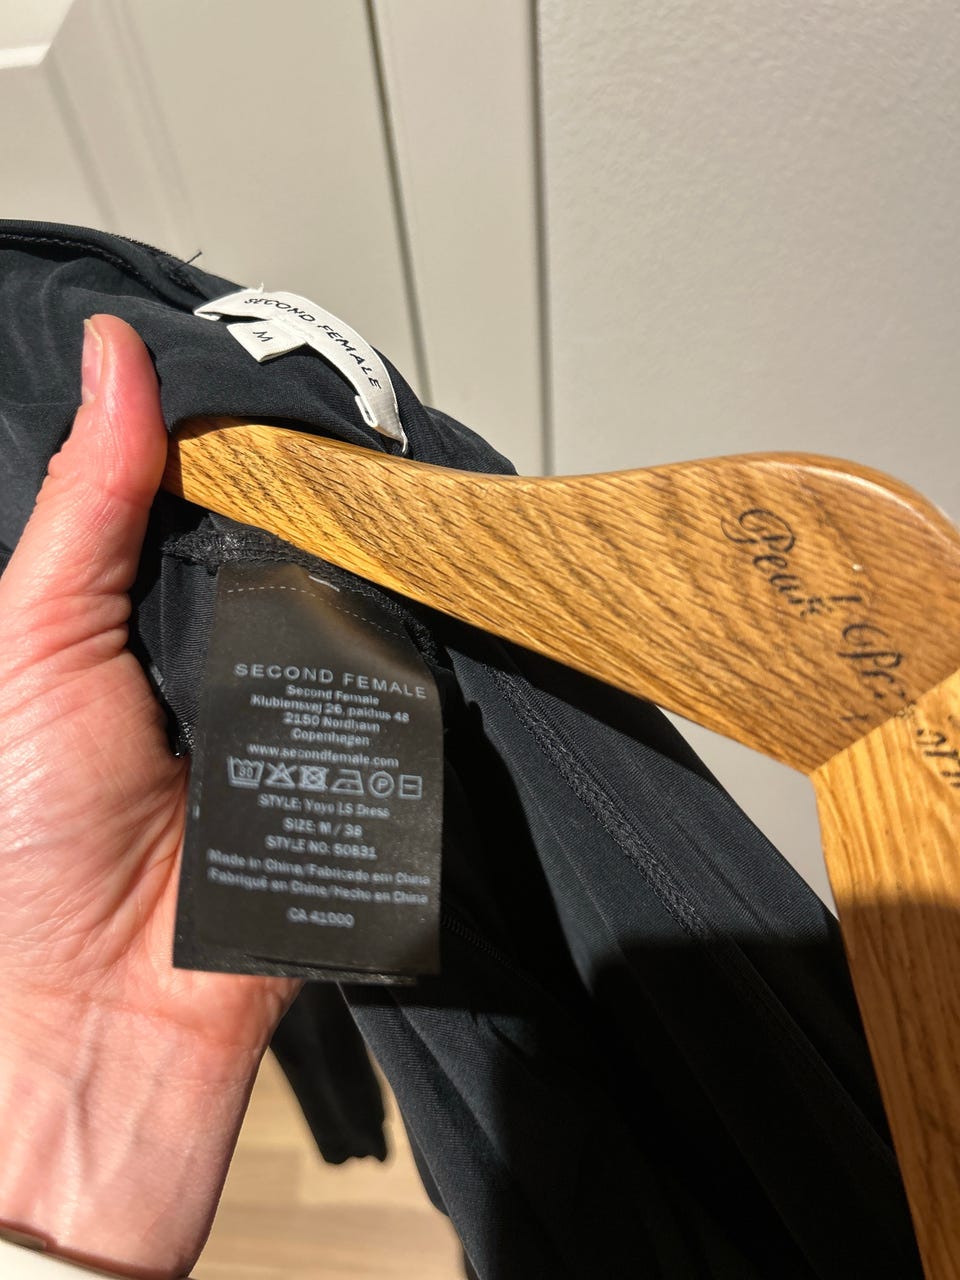 SECOND FEMALE
M
SECOND FEMALE
Second Female
Klubiensvej 26, pakhus 48
2150 Nordhavn
Copenhagen
www.secondfemale.com
30 P
STYLE: Yoyo LS Dress
SIZE: M / 38
STYLE NO: 50831
Made in China/Fabricado em China
Fabriqué en Chine/Hecho en China
CA 41000